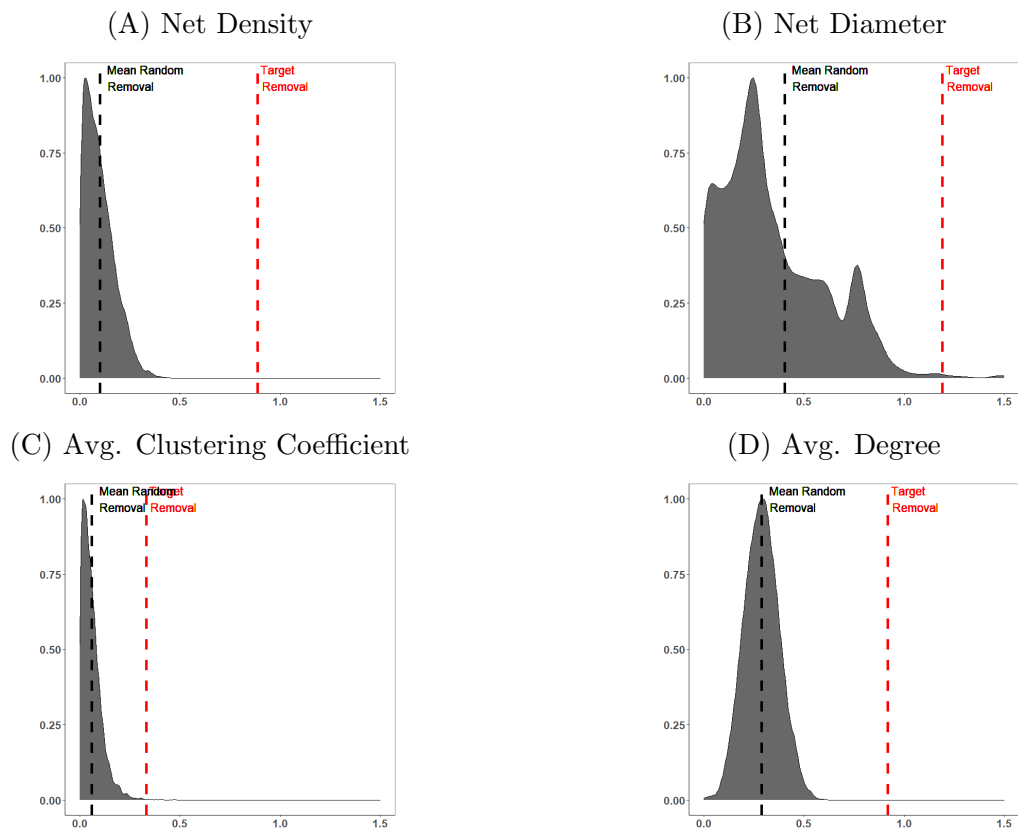 (A) Net Density
(B) Net Diameter
Mean Random
Removal
Target
Removal
1.00
0.75
0.50
0.25
0.00
0.0
0.5
1.0
1.5
Mean Random
Removal
Target
Removal
1.00
0.75
0.50
0.25
0.00
0.0
0.5
1.0
1.5
(C) Avg. Clustering Coefficient
(D) Avg. Degree
Mean Random
Removal
Target
Removal
1.00
0.75
0.50
0.25
0.00
0.0
0.5
1.0
1.5
Mean Random
Removal
Target
Removal
1.00
0.75
0.50
0.25
0.00
0.0
0.5
1.0
1.5